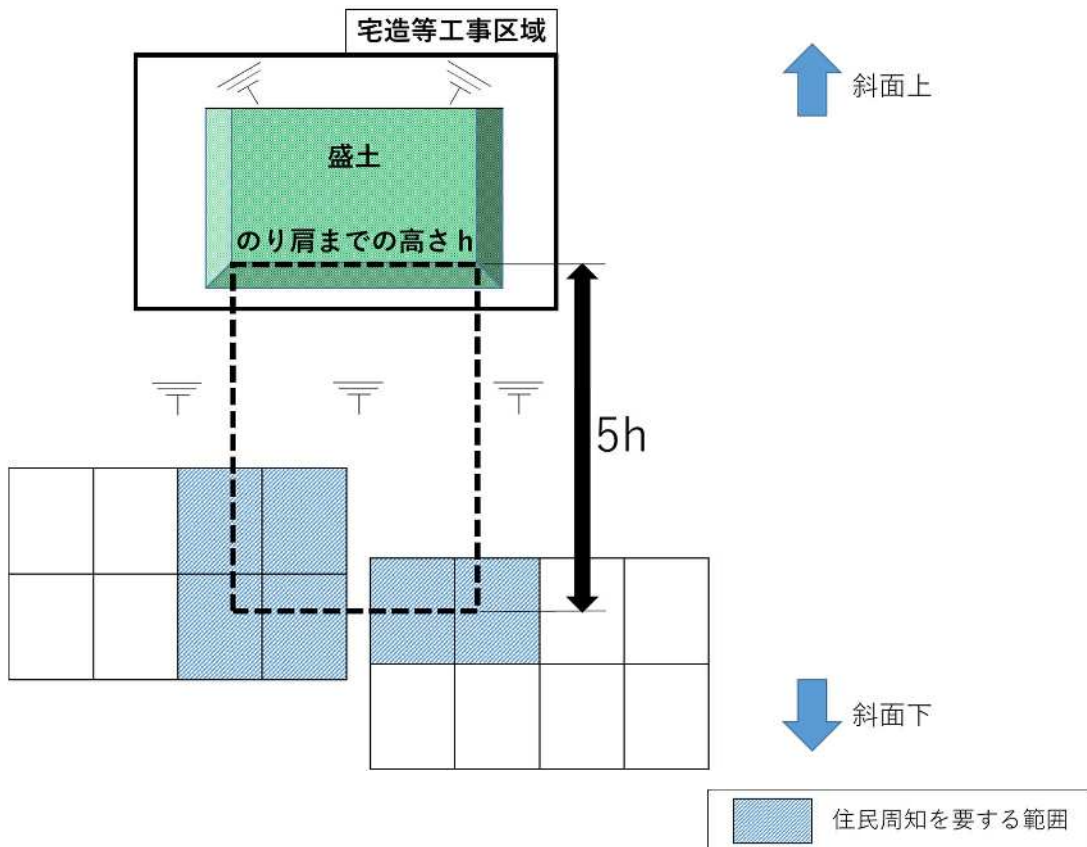 宅造等工事区域
斜面上
盛土
のり肩までの高さh
5h
斜面下
住民周知を要する範囲